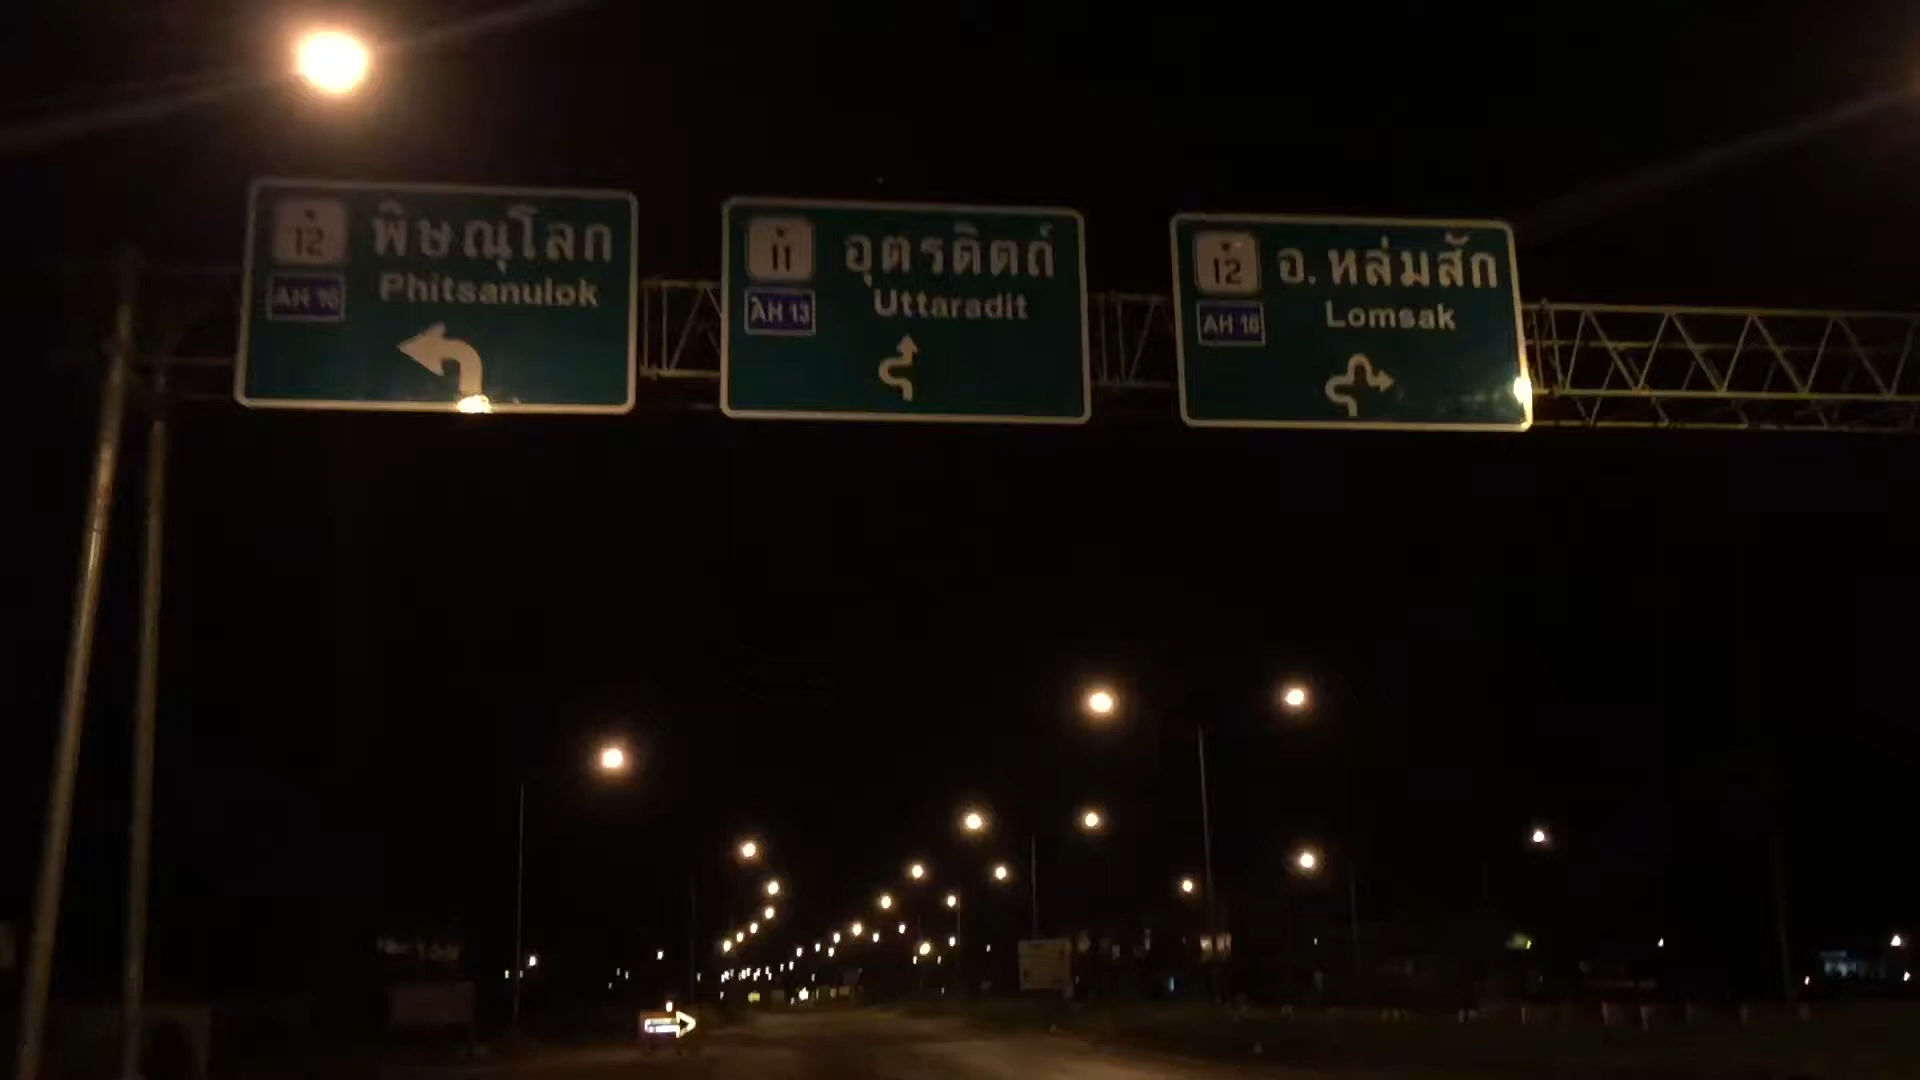 12 พิษณุโลก
AH 16 Phitsanulok
11 อุตรดิตถ์
AH 13 Uttaradit
12 อ.หล่มสัก
AH 16 Lomsak